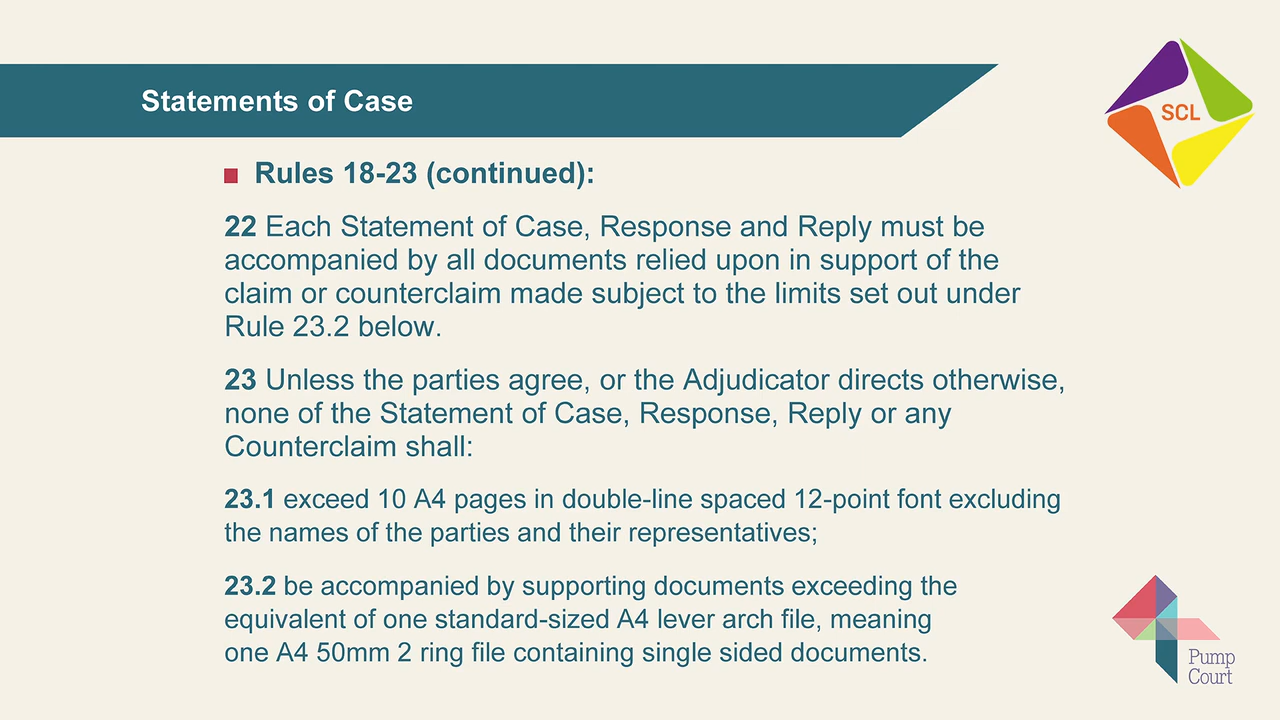 Statements of Case
SCL
Rules 18-23 (continued):
22 Each Statement of Case, Response and Reply must be
accompanied by all documents relied upon in support of the
claim or counterclaim made subject to the limits set out under
Rule 23.2 below.
23 Unless the parties agree, or the Adjudicator directs otherwise,
none of the Statement of Case, Response, Reply or any
Counterclaim shall:
23.1 exceed 10 A4 pages in double-line spaced 12-point font excluding
the names of the parties and their representatives;
23.2 be accompanied by supporting documents exceeding the
equivalent of one standard-sized A4 lever arch file, meaning
one A4 50mm 2 ring file containing single sided documents.
Pump
Court